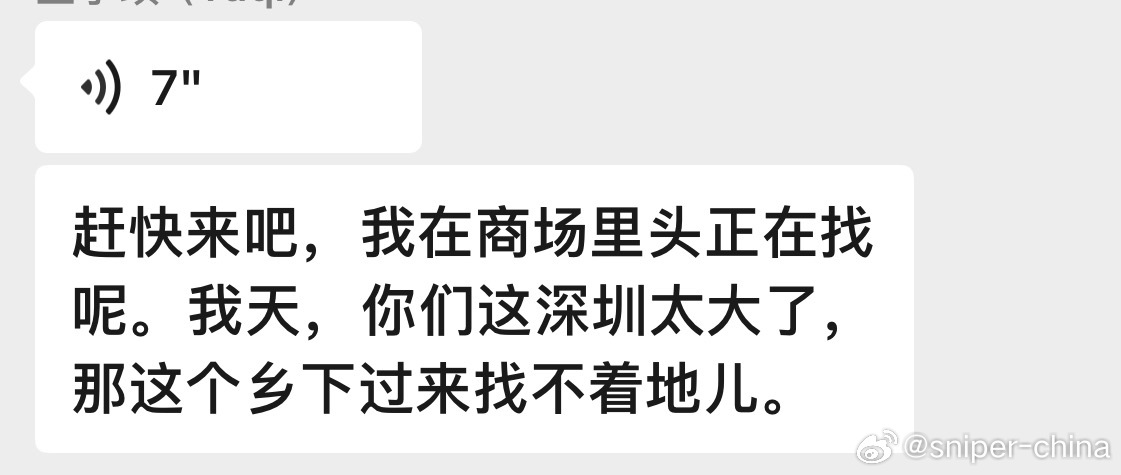 7"
赶快来吧，我在商场里头正在找
呢。我天，你们这深圳太大了，
那这个乡下过来找不着地儿。
@sniper-china